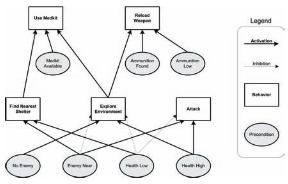 Use Medkit
Reload
Weapon
Legend
Activation
Inhibition
Medkit
Available
Ammunition
Found
Ammunition
Low
Behavior
Find Nearest
Shelter
Explore
Environment
Attack
Precondition
No Enemy
Enemy Near
Health Low
Health High